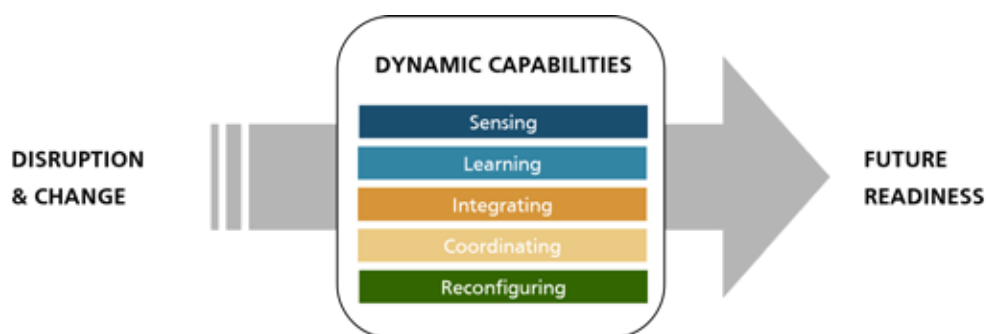 DISRUPTION
& CHANGE
DYNAMIC CAPABILITIES
Sensing
Learning
Integrating
Coordinating
Reconfiguring
FUTURE
READINESS